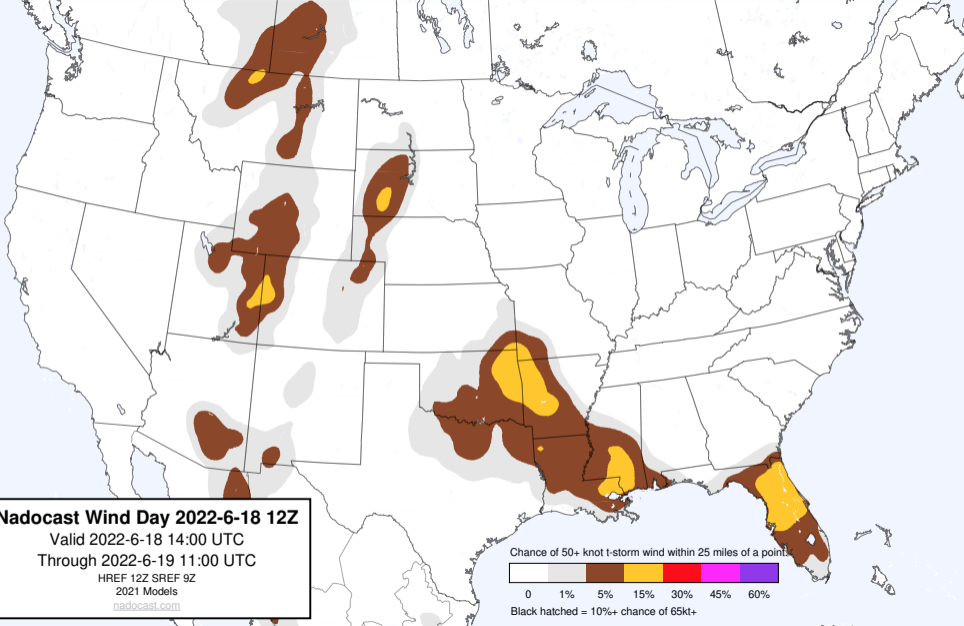 Nadocast Wind Day 2022-6-18 12Z
Valid 2022-6-18 14:00 UTC
Through 2022-6-19 11:00 UTC
HREF 12Z SREF 9Z
2021 Models
nadocast.com
Chance of 50+ knot t-storm wind within 25 miles of a point.
0 1% 5% 15% 30% 45% 60%
Black hatched = 10%+ chance of 65kt+